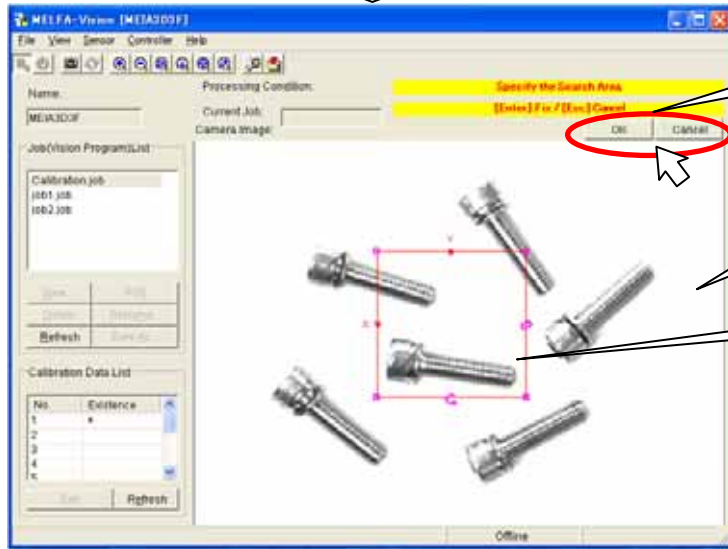 MELFA-Vision [MEIA3D3F]
File View Sensor Controller Help
Name:
MEIA3D3F
Processing Condition:
Current Job:
Camera Image:
Specify the Search Area
[Enter] Fix / [Esc] Cancel
OK Cancel
Job(Vision Program)List
Calibration.job
job1.job
job2.job
Refresh
Calibration Data List
No. Existence
1 *
2
3
4
5
Refresh
Y
X
Offline